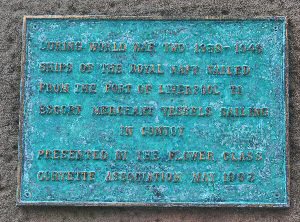 DURING WORLD WAR TWO 1939-1945
SHIPS OF THE ROYAL NAVY SAILED
FROM THE PORT OF LIVERPOOL TO
ESCORT MERCHANT VESSELS SAILING
IN CONVOY
PRESENTED BY THE FLOWER CLASS
CORVETTE ASSOCIATION MAY